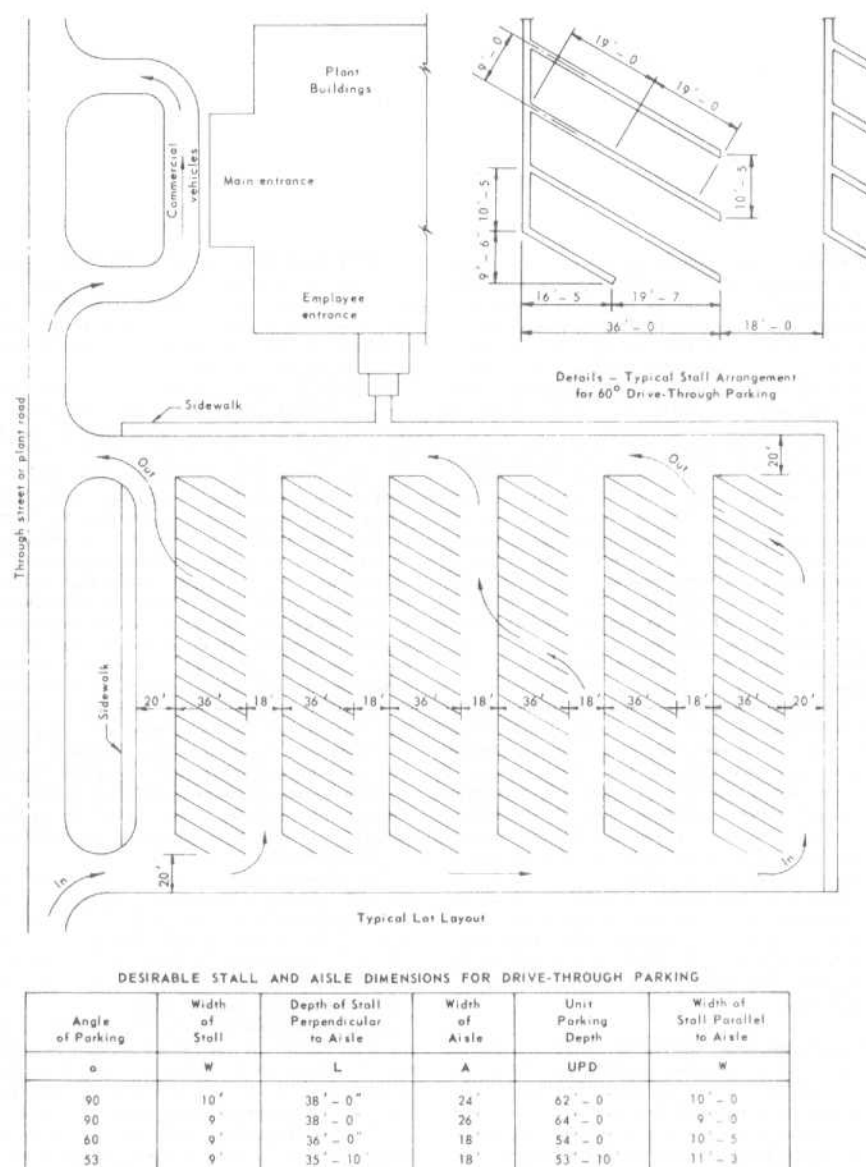 Plant
Buildings
Commercial
vehicles
Main entrance
Employee
entrance
9' - 0
19' - 0
19' - 0
10' - 5
10' - 5
9' - 6
16' - 5
19' - 7
36' - 0
18' - 0
Details – Typical Stall Arrangement
for 60° Drive-Through Parking
Sidewalk
Through street or plant road
Out
Out
20'
Sidewalk
20' 36' 18' 36' 18' 36' 18' 36' 18' 36' 18' 36' 20'
In
20'
In
Typical Lot Layout
DESIRABLE STALL AND AISLE DIMENSIONS FOR DRIVE-THROUGH PARKING
Angle of Parking | Width of Stall | Depth of Stall Perpendicular to Aisle | Width of Aisle | Unit Parking Depth | Width of Stall Parallel to Aisle
o W L A UPD W
90 10' 38' - 0" 24' 62' - 0 10' - 0
90 9' 38' - 0 26' 64' - 0 9' - 0
60 9' 36' - 0" 18' 54' - 0 10' - 5
53 9' 35' - 10 18' 53' - 10 11' - 3